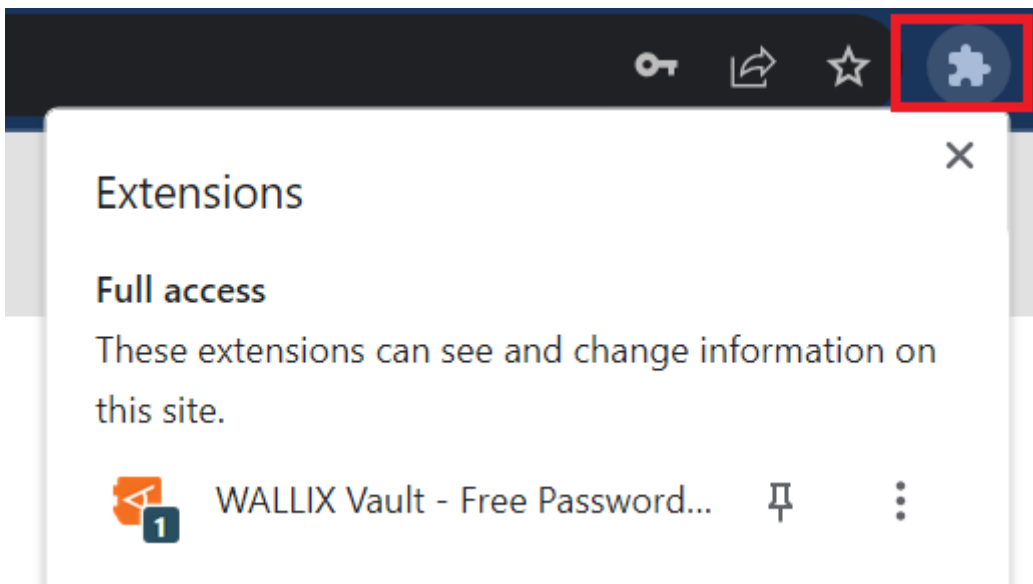 Extensions
Full access
These extensions can see and change information on
this site.
WALLIX Vault - Free Password...
1